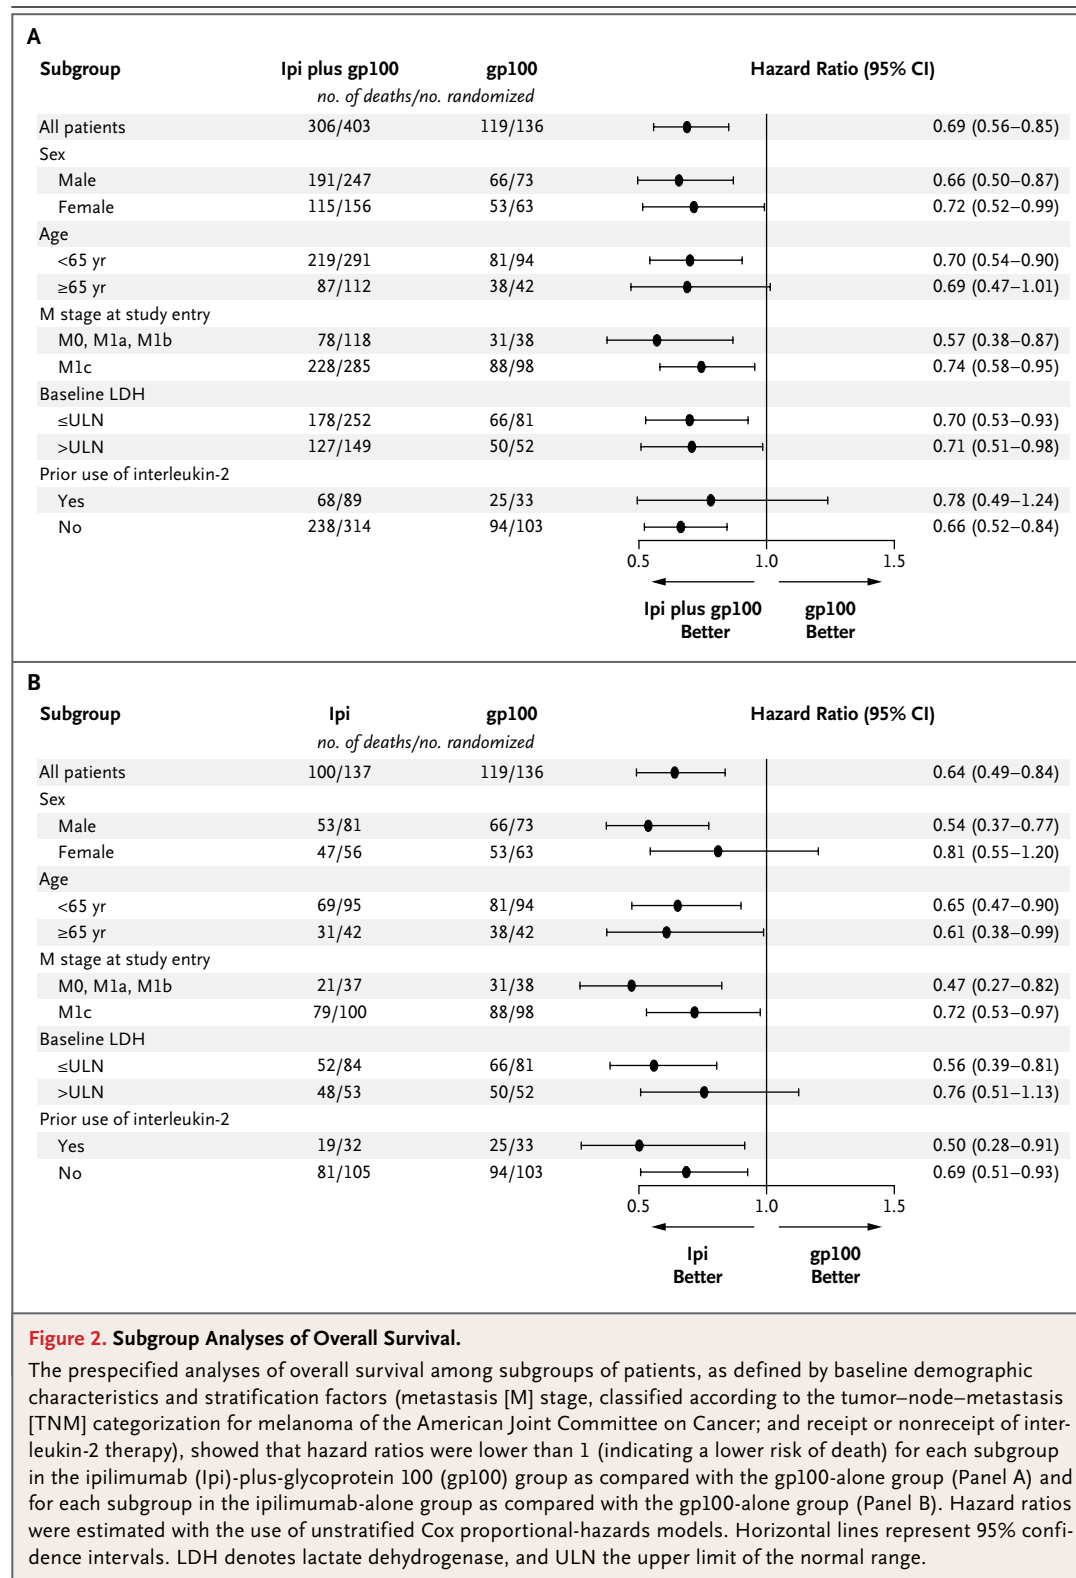 A
Subgroup Ipi plus gp100 gp100 Hazard Ratio (95% CI)
no. of deaths/no. randomized
All patients 306/403 119/136 0.69 (0.56–0.85)
Sex
Male 191/247 66/73 0.66 (0.50–0.87)
Female 115/156 53/63 0.72 (0.52–0.99)
Age
<65 yr 219/291 81/94 0.70 (0.54–0.90)
≥65 yr 87/112 38/42 0.69 (0.47–1.01)
M stage at study entry
M0, M1a, M1b 78/118 31/38 0.57 (0.38–0.87)
M1c 228/285 88/98 0.74 (0.58–0.95)
Baseline LDH
≤ULN 178/252 66/81 0.70 (0.53–0.93)
>ULN 127/149 50/52 0.71 (0.51–0.98)
Prior use of interleukin-2
Yes 68/89 25/33 0.78 (0.49–1.24)
No 238/314 94/103 0.66 (0.52–0.84)
0.5 1.0 1.5
Ipi plus gp100 gp100
Better Better
B
Subgroup Ipi gp100 Hazard Ratio (95% CI)
no. of deaths/no. randomized
All patients 100/137 119/136 0.64 (0.49–0.84)
Sex
Male 53/81 66/73 0.54 (0.37–0.77)
Female 47/56 53/63 0.81 (0.55–1.20)
Age
<65 yr 69/95 81/94 0.65 (0.47–0.90)
≥65 yr 31/42 38/42 0.61 (0.38–0.99)
M stage at study entry
M0, M1a, M1b 21/37 31/38 0.47 (0.27–0.82)
M1c 79/100 88/98 0.72 (0.53–0.97)
Baseline LDH
≤ULN 52/84 66/81 0.56 (0.39–0.81)
>ULN 48/53 50/52 0.76 (0.51–1.13)
Prior use of interleukin-2
Yes 19/32 25/33 0.50 (0.28–0.91)
No 81/105 94/103 0.69 (0.51–0.93)
0.5 1.0 1.5
Ipi gp100
Better Better
Figure 2. Subgroup Analyses of Overall Survival.
The prespecified analyses of overall survival among subgroups of patients, as defined by baseline demographic
characteristics and stratification factors (metastasis [M] stage, classified according to the tumor–node–metastasis
[TNM] categorization for melanoma of the American Joint Committee on Cancer; and receipt or nonreceipt of inter-
leukin-2 therapy), showed that hazard ratios were lower than 1 (indicating a lower risk of death) for each subgroup
in the ipilimumab (Ipi)-plus-glycoprotein 100 (gp100) group as compared with the gp100-alone group (Panel A) and
for each subgroup in the ipilimumab-alone group as compared with the gp100-alone group (Panel B). Hazard ratios
were estimated with the use of unstratified Cox proportional-hazards models. Horizontal lines represent 95% confi-
dence intervals. LDH denotes lactate dehydrogenase, and ULN the upper limit of the normal range.